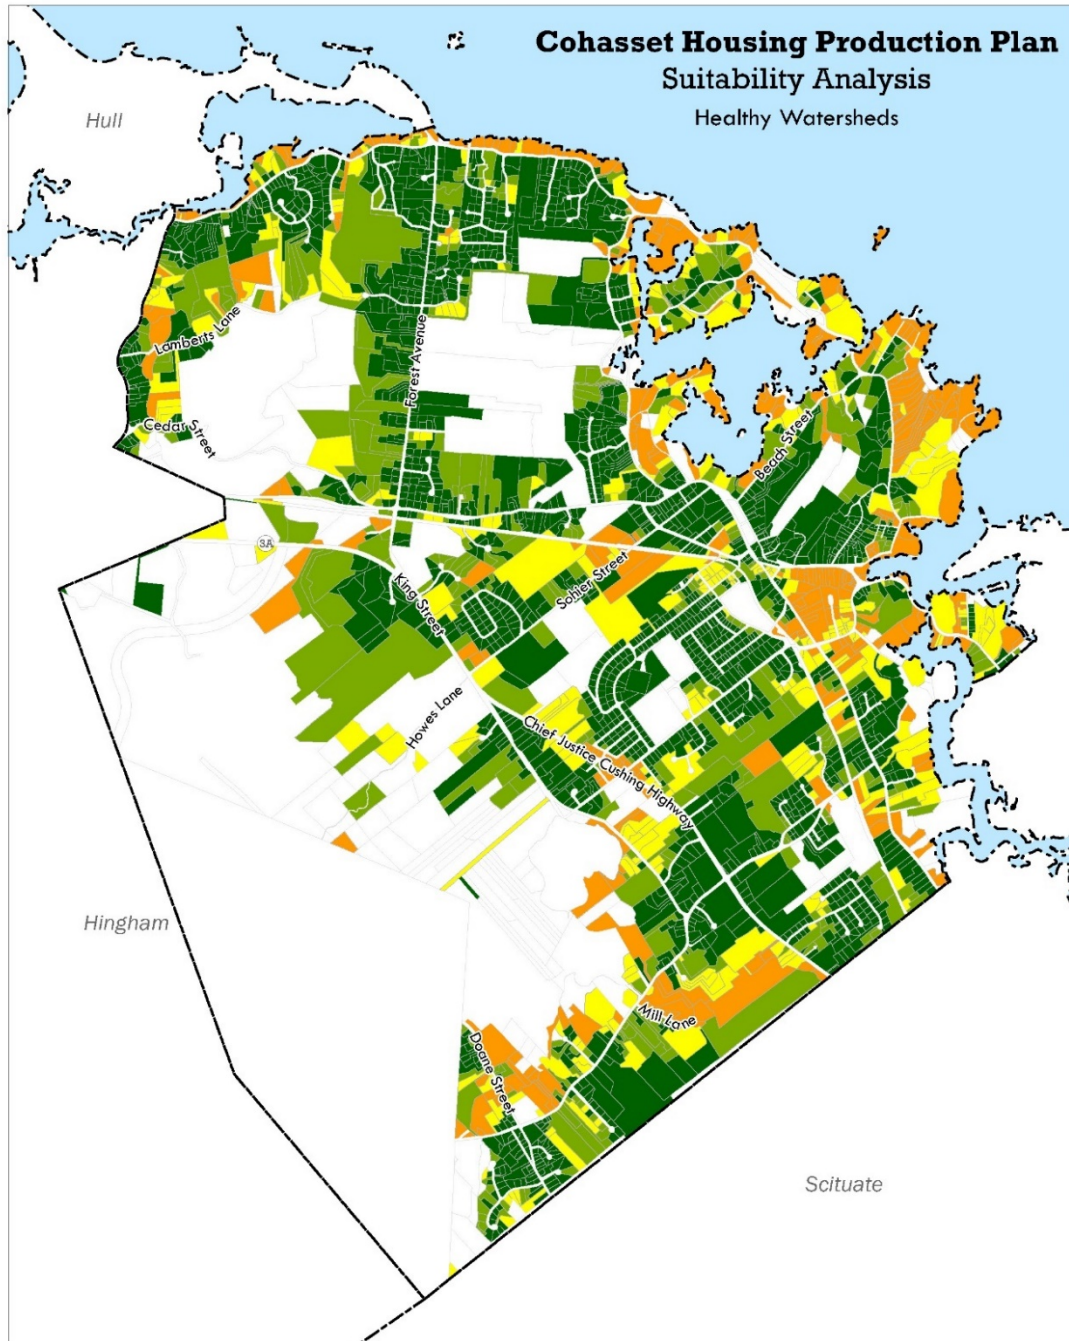 Cohasset Housing Production Plan
Suitability Analysis
Healthy Watersheds
Hull
Lamberts Lane
Forest Avenue
Cedar Street
Beach Street
3A
Sohier Street
King Street
Howes Lane
Chief Justice Cushing Highway
Hingham
Mill Lane
Doane Street
Scituate